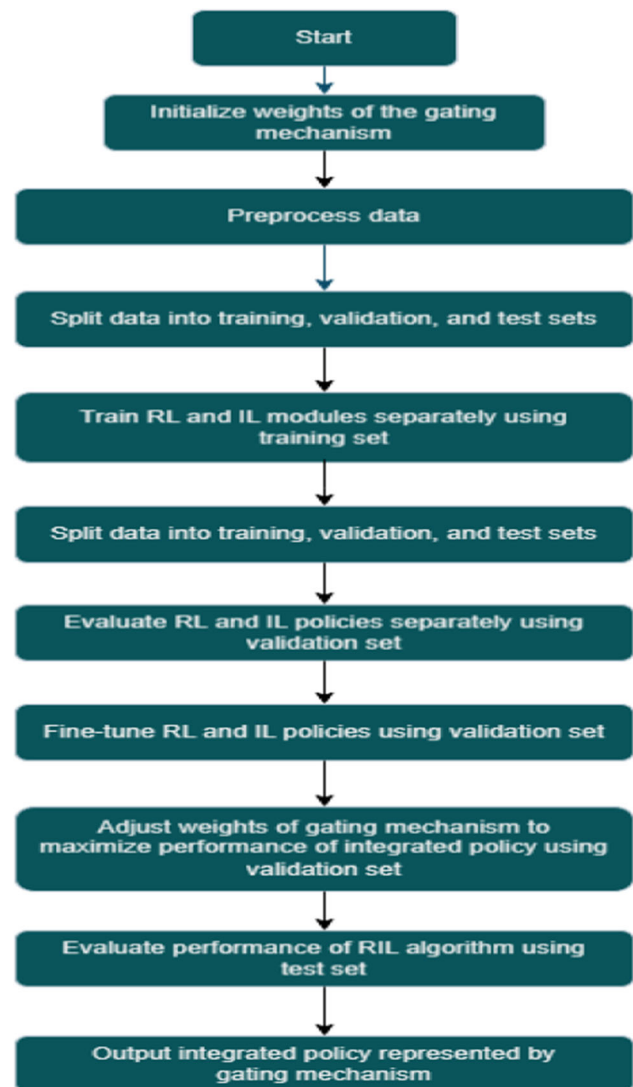 Start
Initialize weights of the gating
mechanism
Preprocess data
Split data into training, validation, and test sets
Train RL and IL modules separately using
training set
Split data into training, validation, and test sets
Evaluate RL and IL policies separately using
validation set
Fine-tune RL and IL policies using validation set
Adjust weights of gating mechanism to
maximize performance of integrated policy using
validation set
Evaluate performance of RIL algorithm using
test set
Output integrated policy represented by
gating mechanism